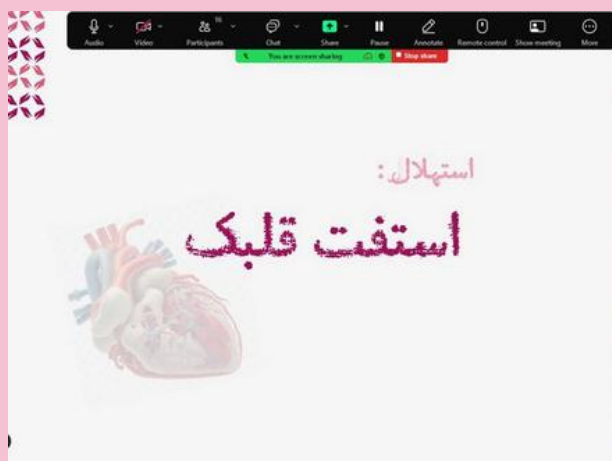 Audio
Video
Participants
Chat
Share
Pause
Annotate
Remote control
Show meeting
More
You are screen sharing
Stop share
استهلال:
استفت قلبك